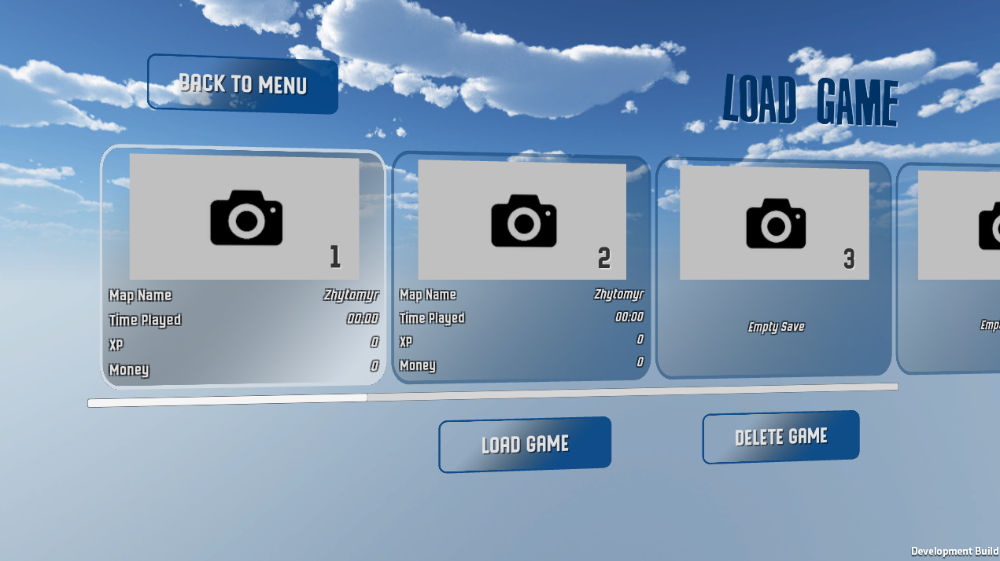 BACK TO MENU
LOAD GAME
1
Map Name Zhytomyr
Time Played 00:00
XP 0
Money 0
2
Map Name Zhytomyr
Time Played 00:00
XP 0
Money 0
3
Empty Save
LOAD GAME
DELETE GAME
Development Build